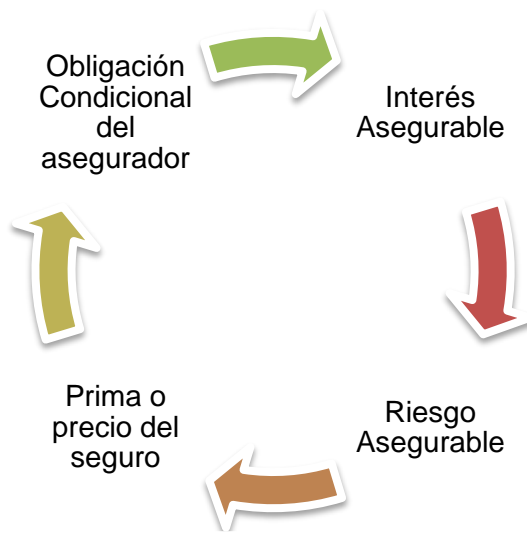 Obligación
Condicional
del
asegurador
Interés
Asegurable
Riesgo
Asegurable
Prima o
precio del
seguro